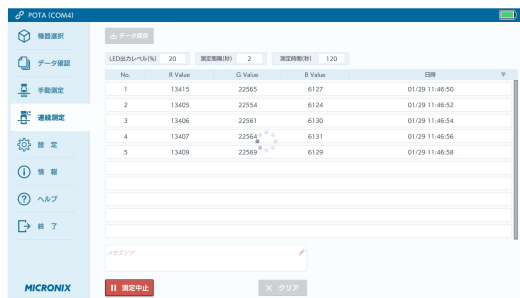 POTA (COM4)
機器選択
データ確認
手動測定
連続測定
設 定
情 報
ヘルプ
終 了
MICRONIX
データ保存
LED出力レベル(%) 20 測定間隔(秒) 2 測定時間(秒) 120
No. R Value G Value B Value 日時 ▼
1 13415 22565 6127 01/29 11:46:50
2 13405 22554 6124 01/29 11:46:52
3 13406 22561 6130 01/29 11:46:54
4 13407 22564 6131 01/29 11:46:56
5 13409 22569 6129 01/29 11:46:58
メモエリア
測定中止
クリア